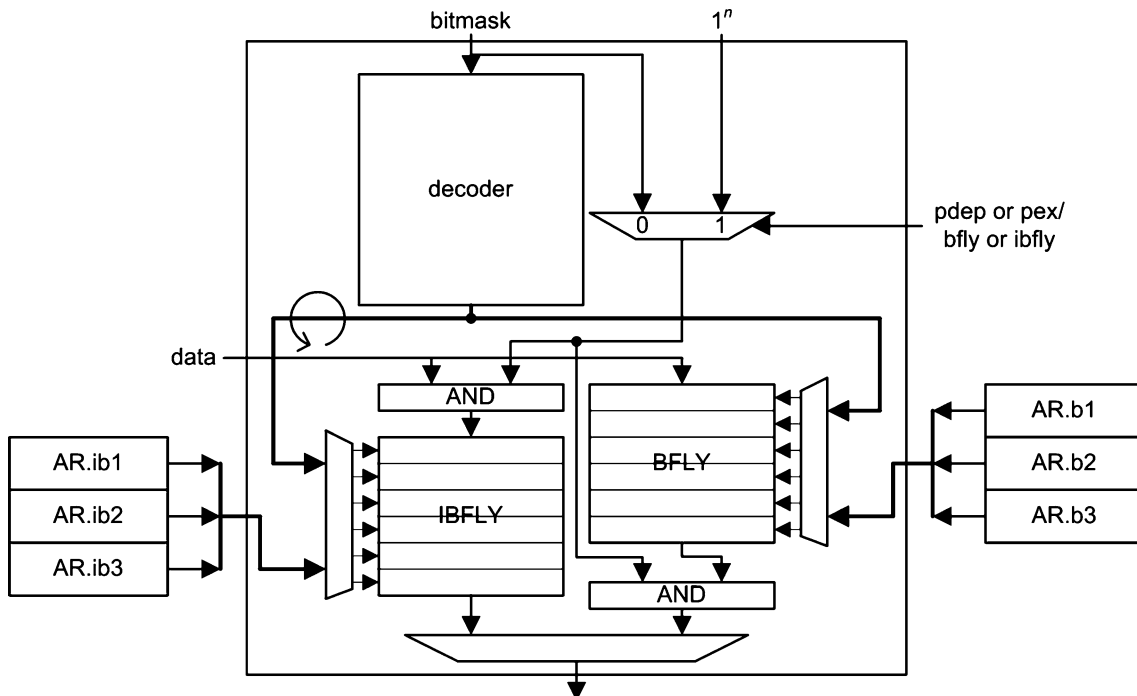 bitmask
1ⁿ
decoder
0
1
pdep or pex/
bfly or ibfly
data
AND
AR.b1
AR.ib1
BFLY
AR.b2
AR.ib2
IBFLY
AR.b3
AR.ib3
AND